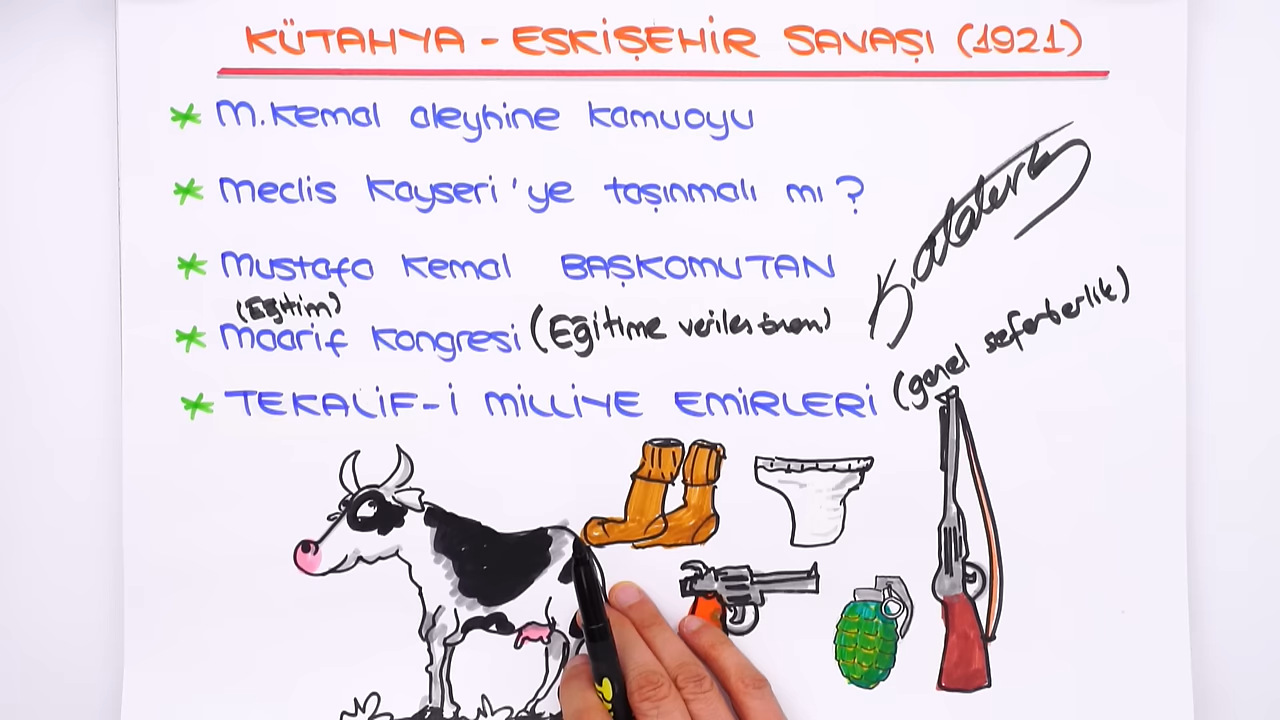 KÜTAHYA - ESKİŞEHİR SAVAŞI (1921)
* M.Kemal aleyhine kamuoyu
* Meclis Kayseri'ye taşınmalı mı?
* Mustafa Kemal BAŞKOMUTAN
(Eğitim)
* Maarif Kongresi (Eğitime verilen önem)
* TEKALİF-İ MİLLİYE EMİRLERİ (genel seferberlik)
K. Atatürk